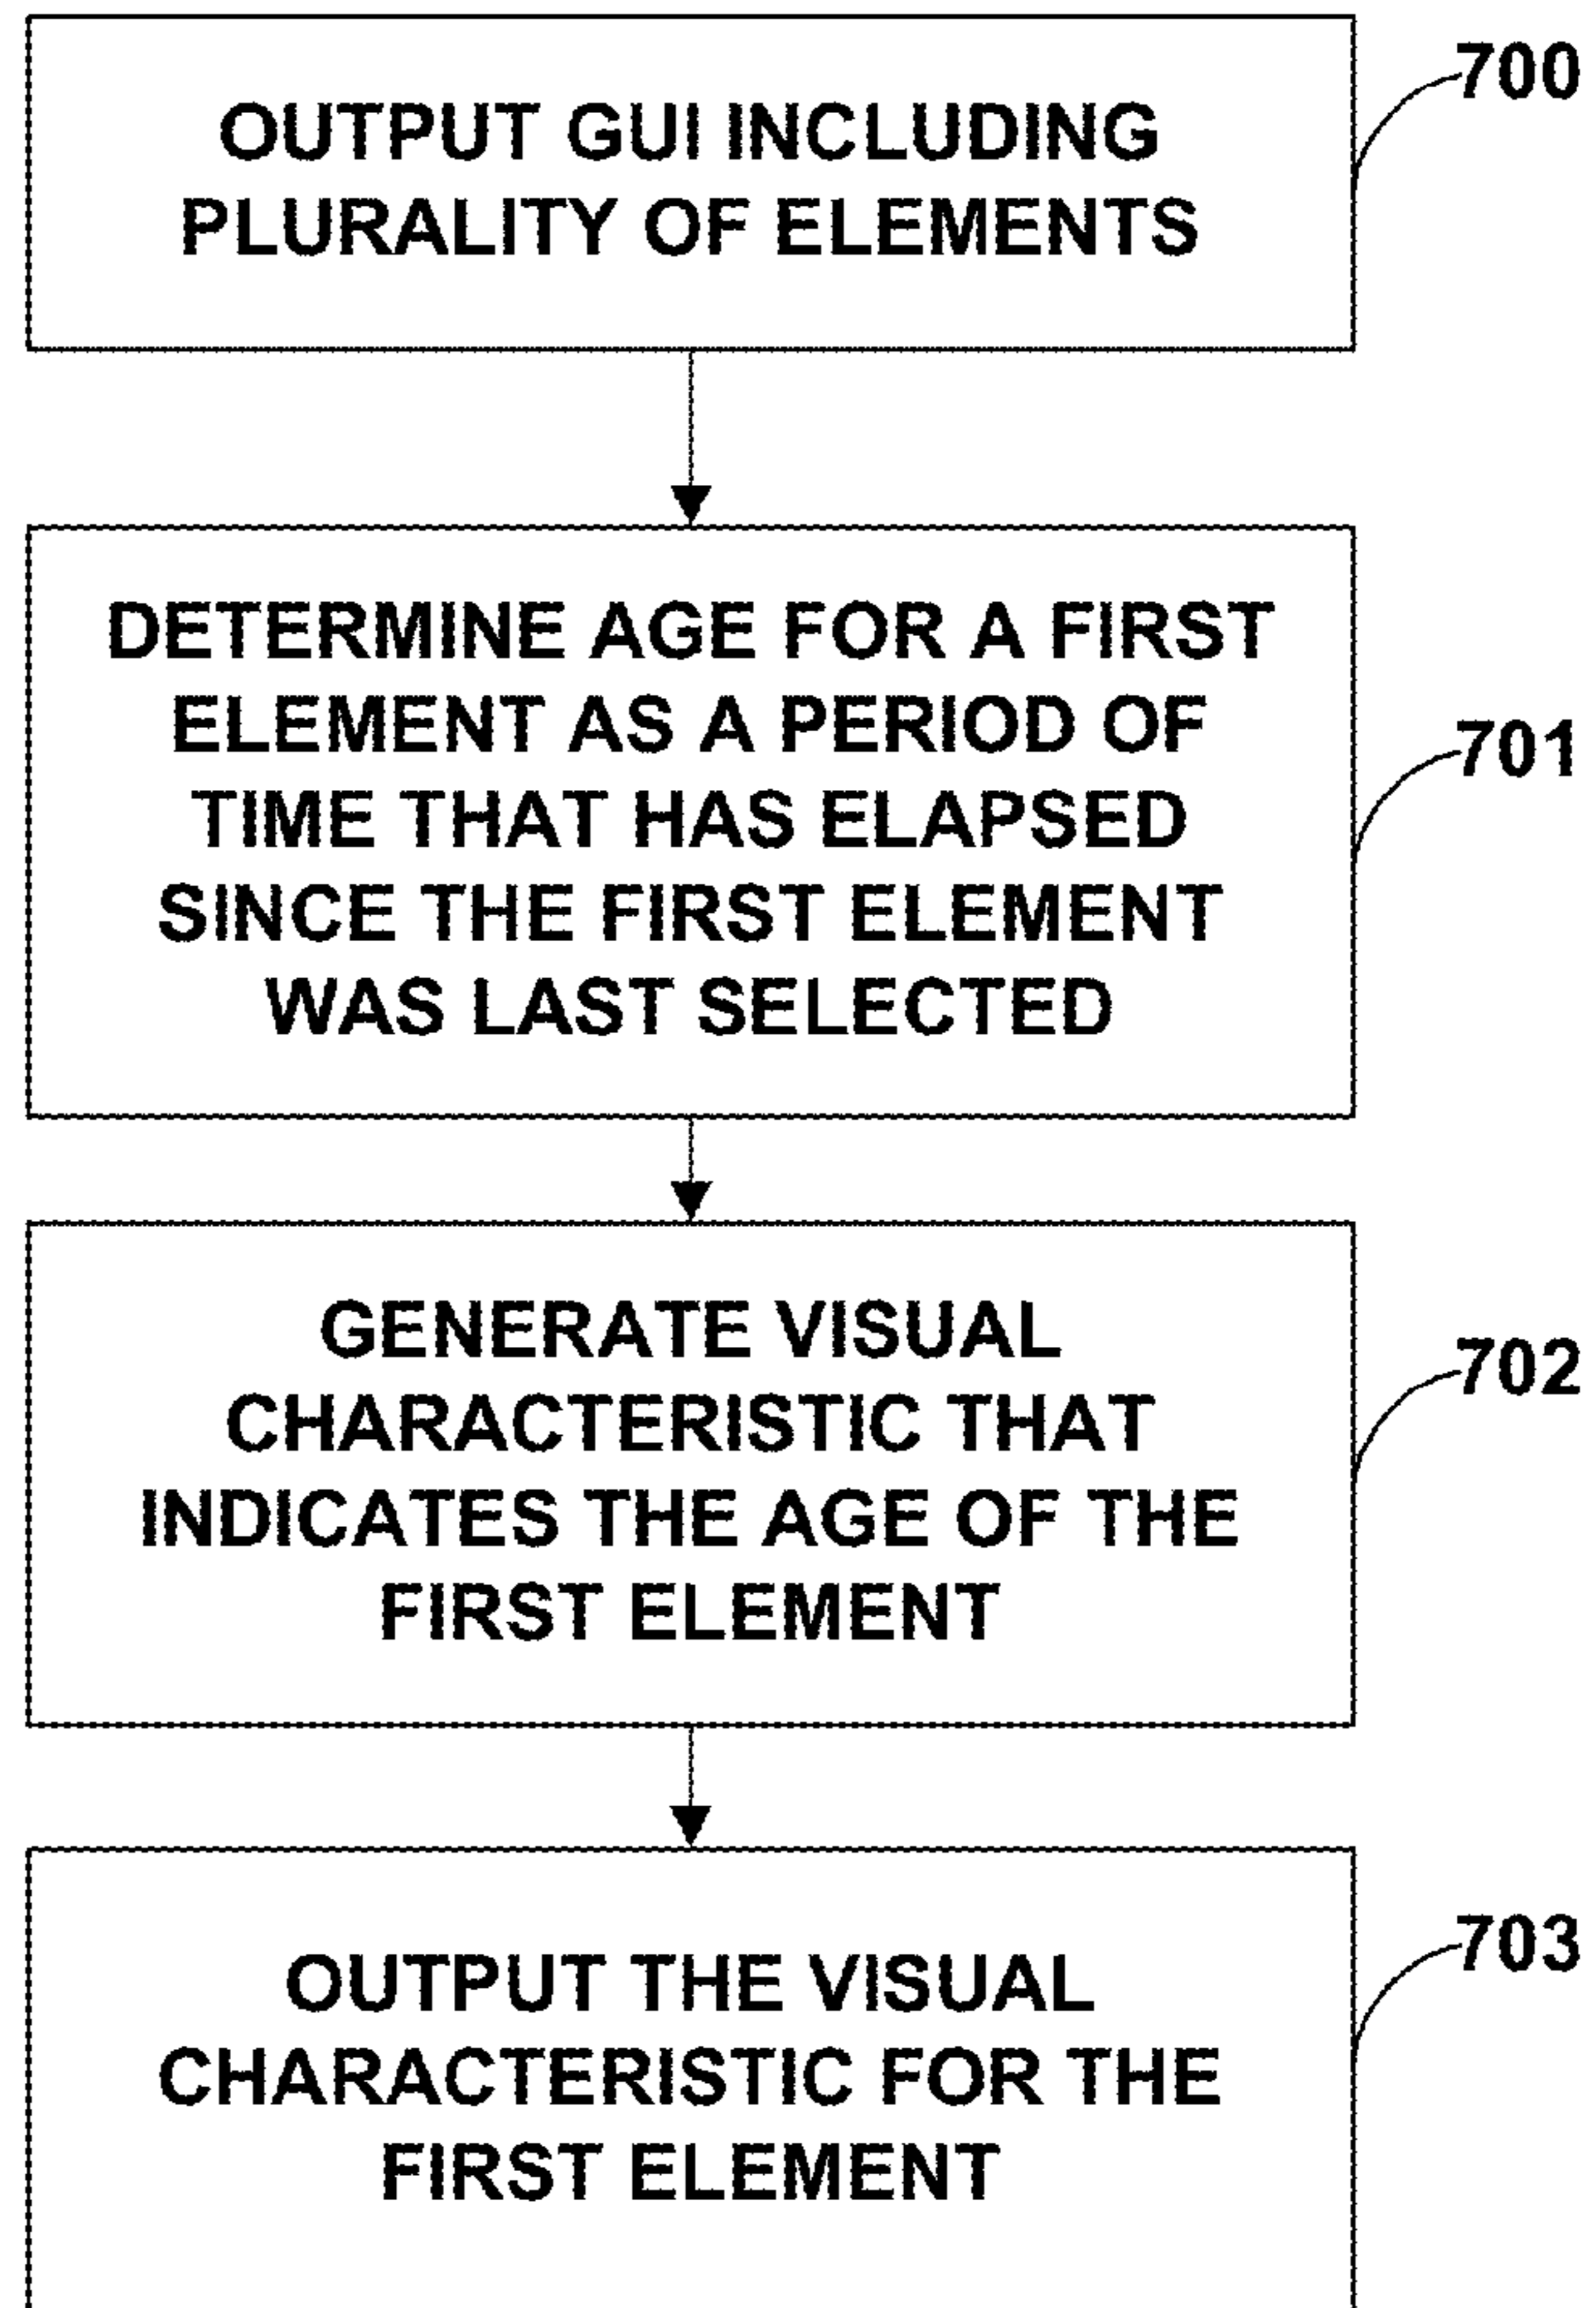 OUTPUT GUI INCLUDING
PLURALITY OF ELEMENTS
700
DETERMINE AGE FOR A FIRST
ELEMENT AS A PERIOD OF
TIME THAT HAS ELAPSED
SINCE THE FIRST ELEMENT
WAS LAST SELECTED
701
GENERATE VISUAL
CHARACTERISTIC THAT
INDICATES THE AGE OF THE
FIRST ELEMENT
702
OUTPUT THE VISUAL
CHARACTERISTIC FOR THE
FIRST ELEMENT
703